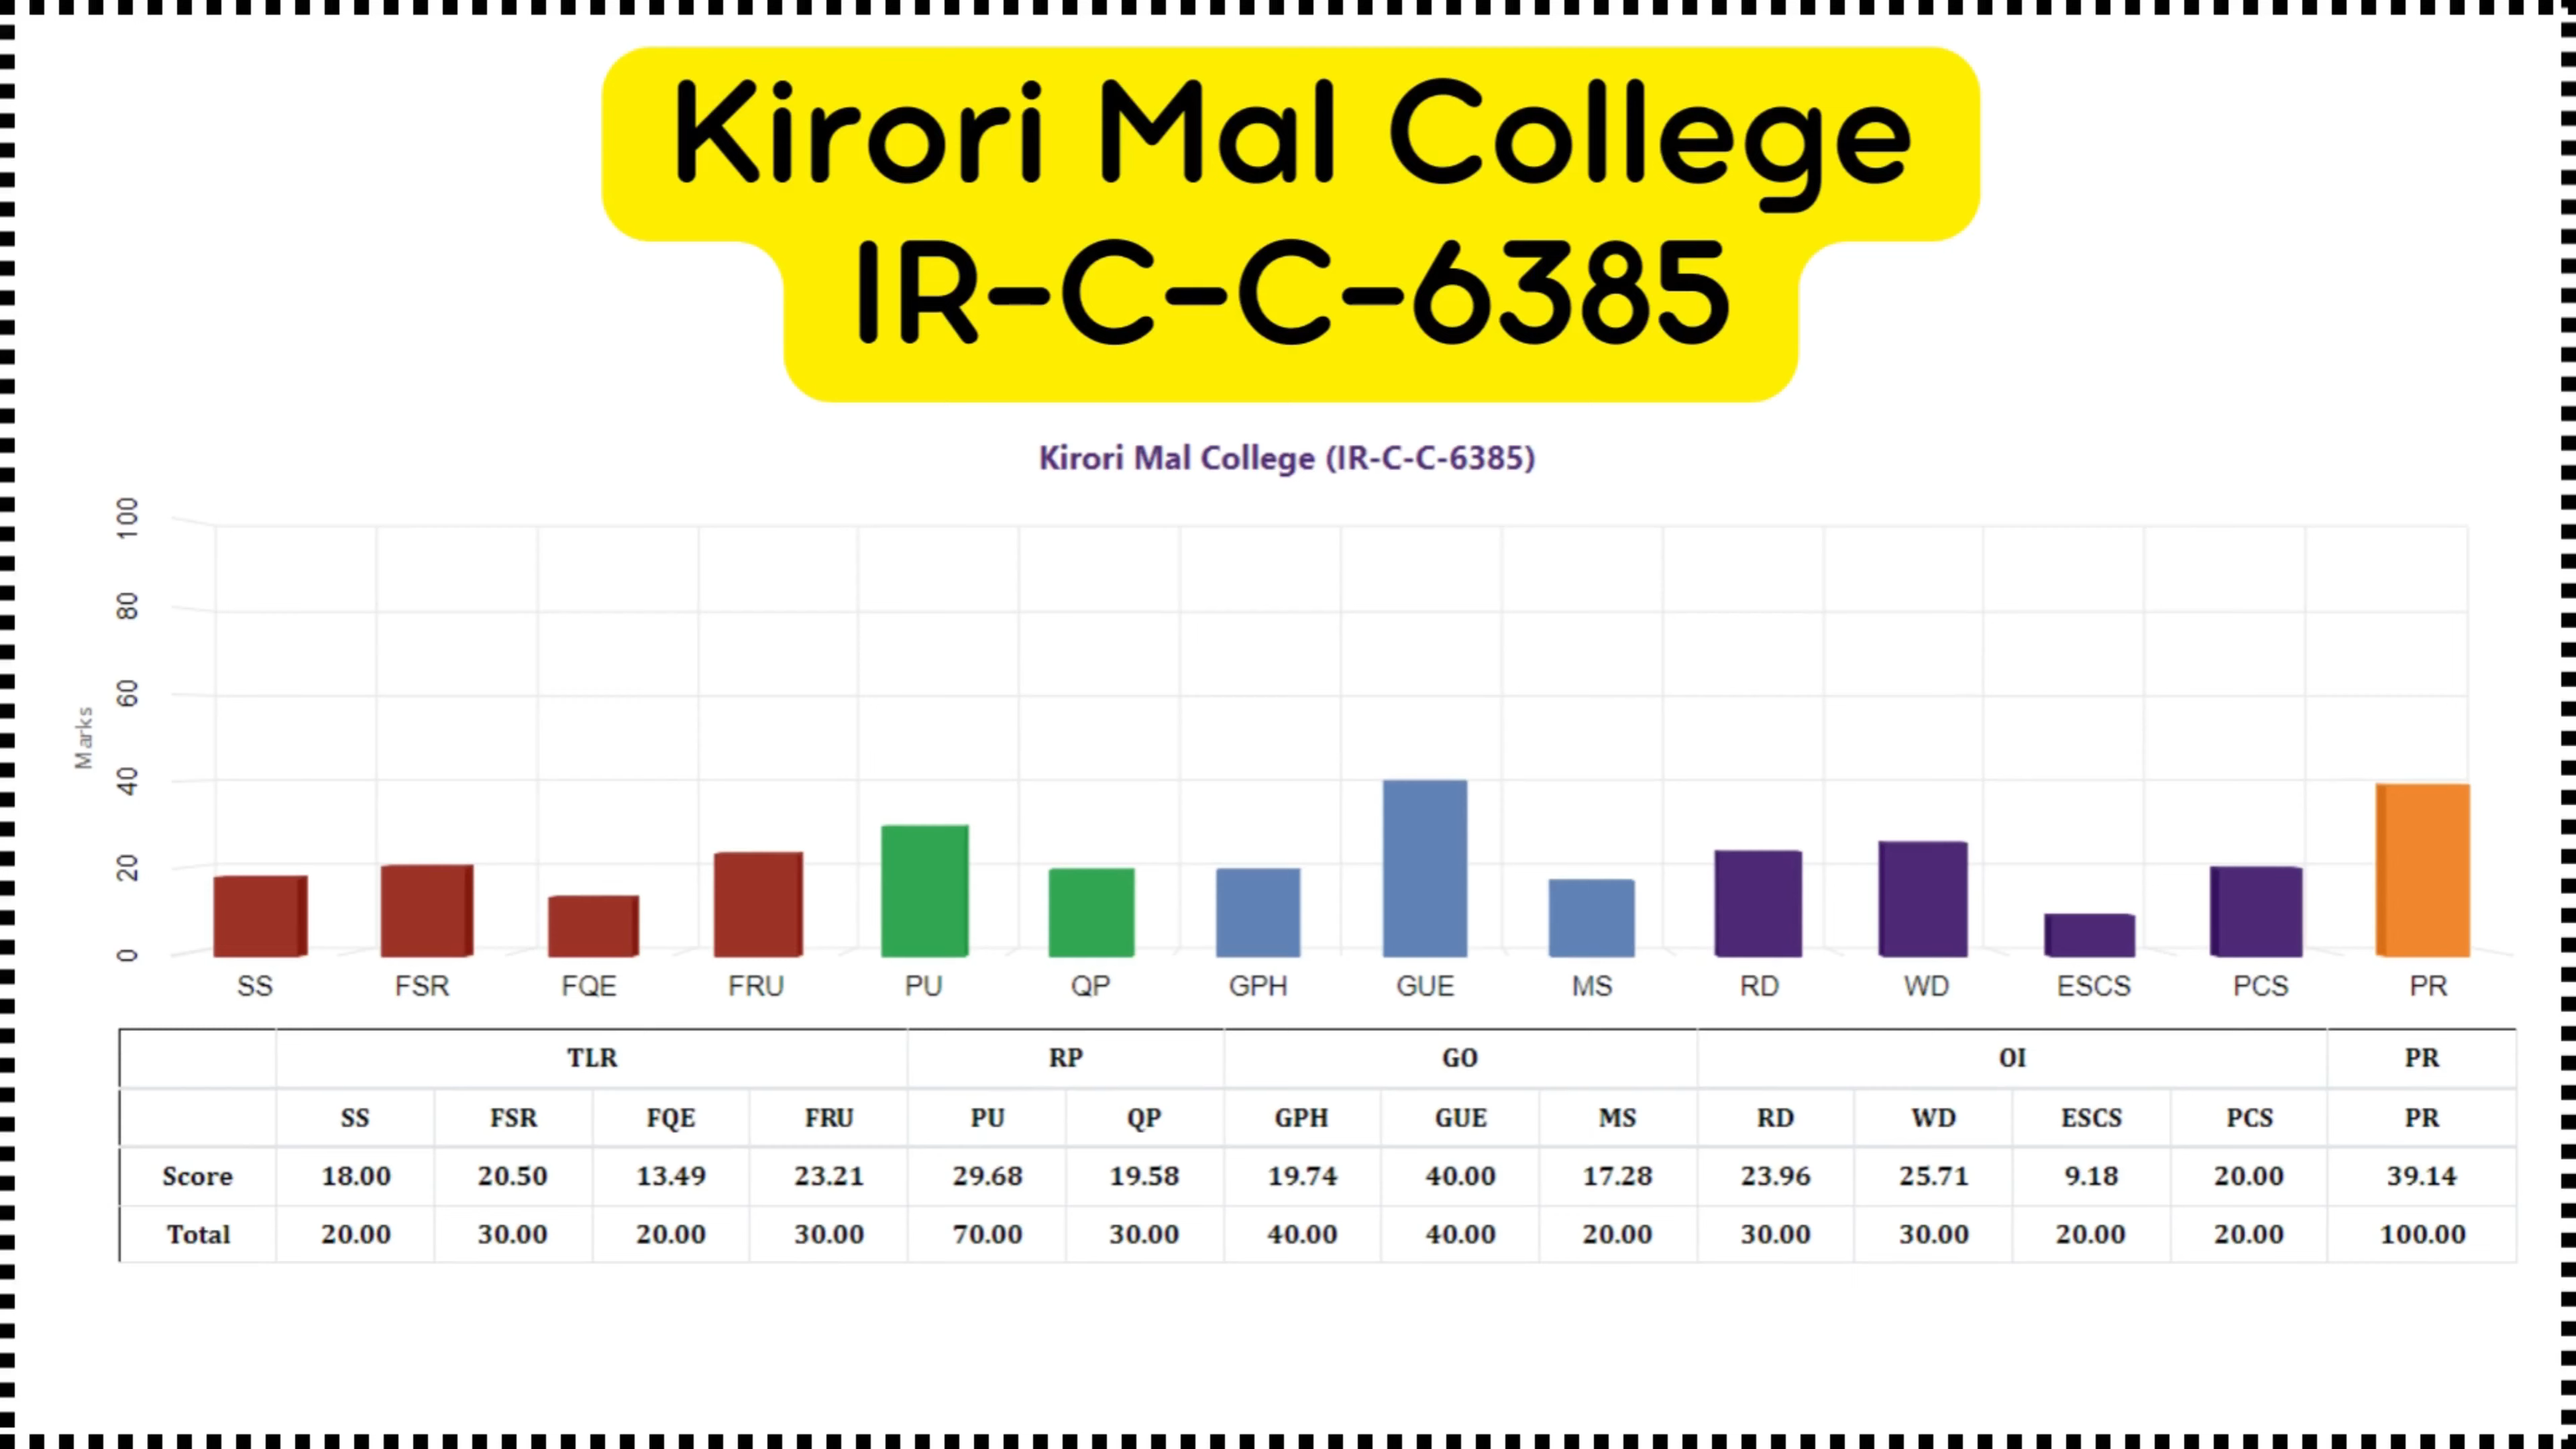 Kirori Mal College
IR-C-C-6385
Kirori Mal College (IR-C-C-6385)
Marks
100
80
60
40
20
0
SS FSR FQE FRU PU QP GPH GUE MS RD WD ESCS PCS PR
TLR RP GO OI PR
SS FSR FQE FRU PU QP GPH GUE MS RD WD ESCS PCS PR
Score 18.00 20.50 13.49 23.21 29.68 19.58 19.74 40.00 17.28 23.96 25.71 9.18 20.00 39.14
Total 20.00 30.00 20.00 30.00 70.00 30.00 40.00 40.00 20.00 30.00 30.00 20.00 20.00 100.00